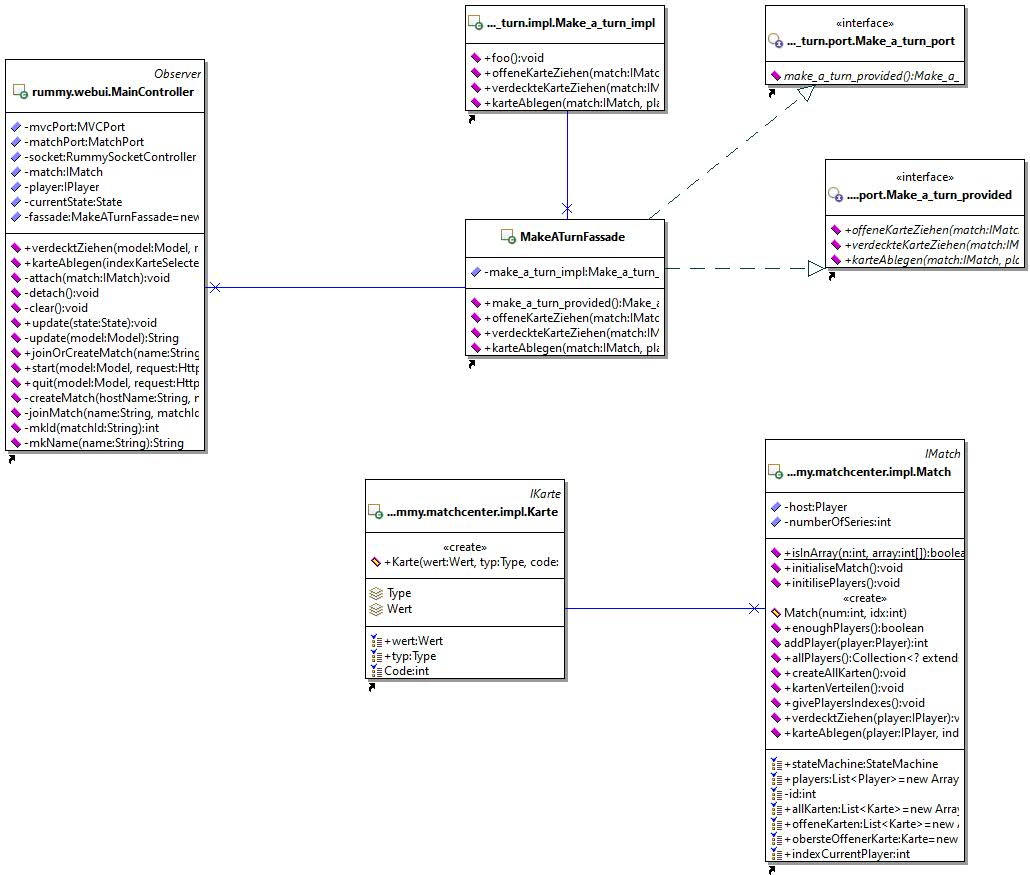 Observer
rummy.webui.MainController
-mvcPort:MVCPort
-matchPort:MatchPort
-socket:RummySocketController
-match:IMatch
-player:IPlayer
-currentState:State
-fassade:MakeATurnFassade=new
+verdecktZiehen(model:Model, r
+karteAblegen(indexKarteSelecte
-attach(match:IMatch):void
-detach():void
-clear():void
+update(state:State):void
-update(model:Model):String
+joinOrCreateMatch(name:String
+start(model:Model, request:Http
+quit(model:Model, request:Http
-createMatch(hostName:String, r
-joinMatch(name:String, matchId
-mkId(matchId:String):int
-mkName(name:String):String
..._turn.impl.Make_a_turn_impl
+foo():void
+offeneKarteZiehen(match:IMatc
+verdeckteKarteZiehen(match:IM
+karteAblegen(match:IMatch, pla
«interface»
..._turn.port.Make_a_turn_port
make_a_turn_provided():Make_a_
«interface»
....port.Make_a_turn_provided
+offeneKarteZiehen(match:IMatc
+verdeckteKarteZiehen(match:IM
+karteAblegen(match:IMatch, pla
MakeATurnFassade
-make_a_turn_impl:Make_a_turn_
+make_a_turn_provided():Make_a
+offeneKarteZiehen(match:IMatc
+verdeckteKarteZiehen(match:IM
+karteAblegen(match:IMatch, pla
IKarte
...mmy.matchcenter.impl.Karte
«create»
+Karte(wert:Wert, typ:Type, code:
Type
Wert
+wert:Wert
+typ:Type
Code:int
IMatch
...my.matchcenter.impl.Match
-host:Player
-numberOfSeries:int
+isInArray(n:int, array:int[]):boolea
+initialiseMatch():void
+initilisePlayers():void
«create»
Match(num:int, idx:int)
+enoughPlayers():boolean
addPlayer(player:Player):int
+allPlayers():Collection<? extend
+createAllKarten():void
+kartenVerteilen():void
+givePlayersIndexes():void
+verdecktZiehen(player:IPlayer):v
+karteAblegen(player:IPlayer, ind
+stateMachine:StateMachine
+players:List<Player>=new Array
-id:int
+allKarten:List<Karte>=new Array
+offeneKarten:List<Karte>=new A
+obersteOffenerKarte:Karte=new
+indexCurrentPlayer:int